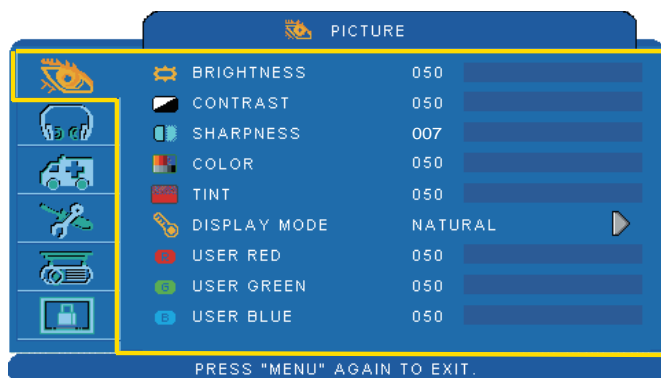 PICTURE
BRIGHTNESS 050
CONTRAST 050
SHARPNESS 007
COLOR 050
TINT 050
DISPLAY MODE NATURAL
R USER RED 050
G USER GREEN 050
B USER BLUE 050
PRESS "MENU" AGAIN TO EXIT.